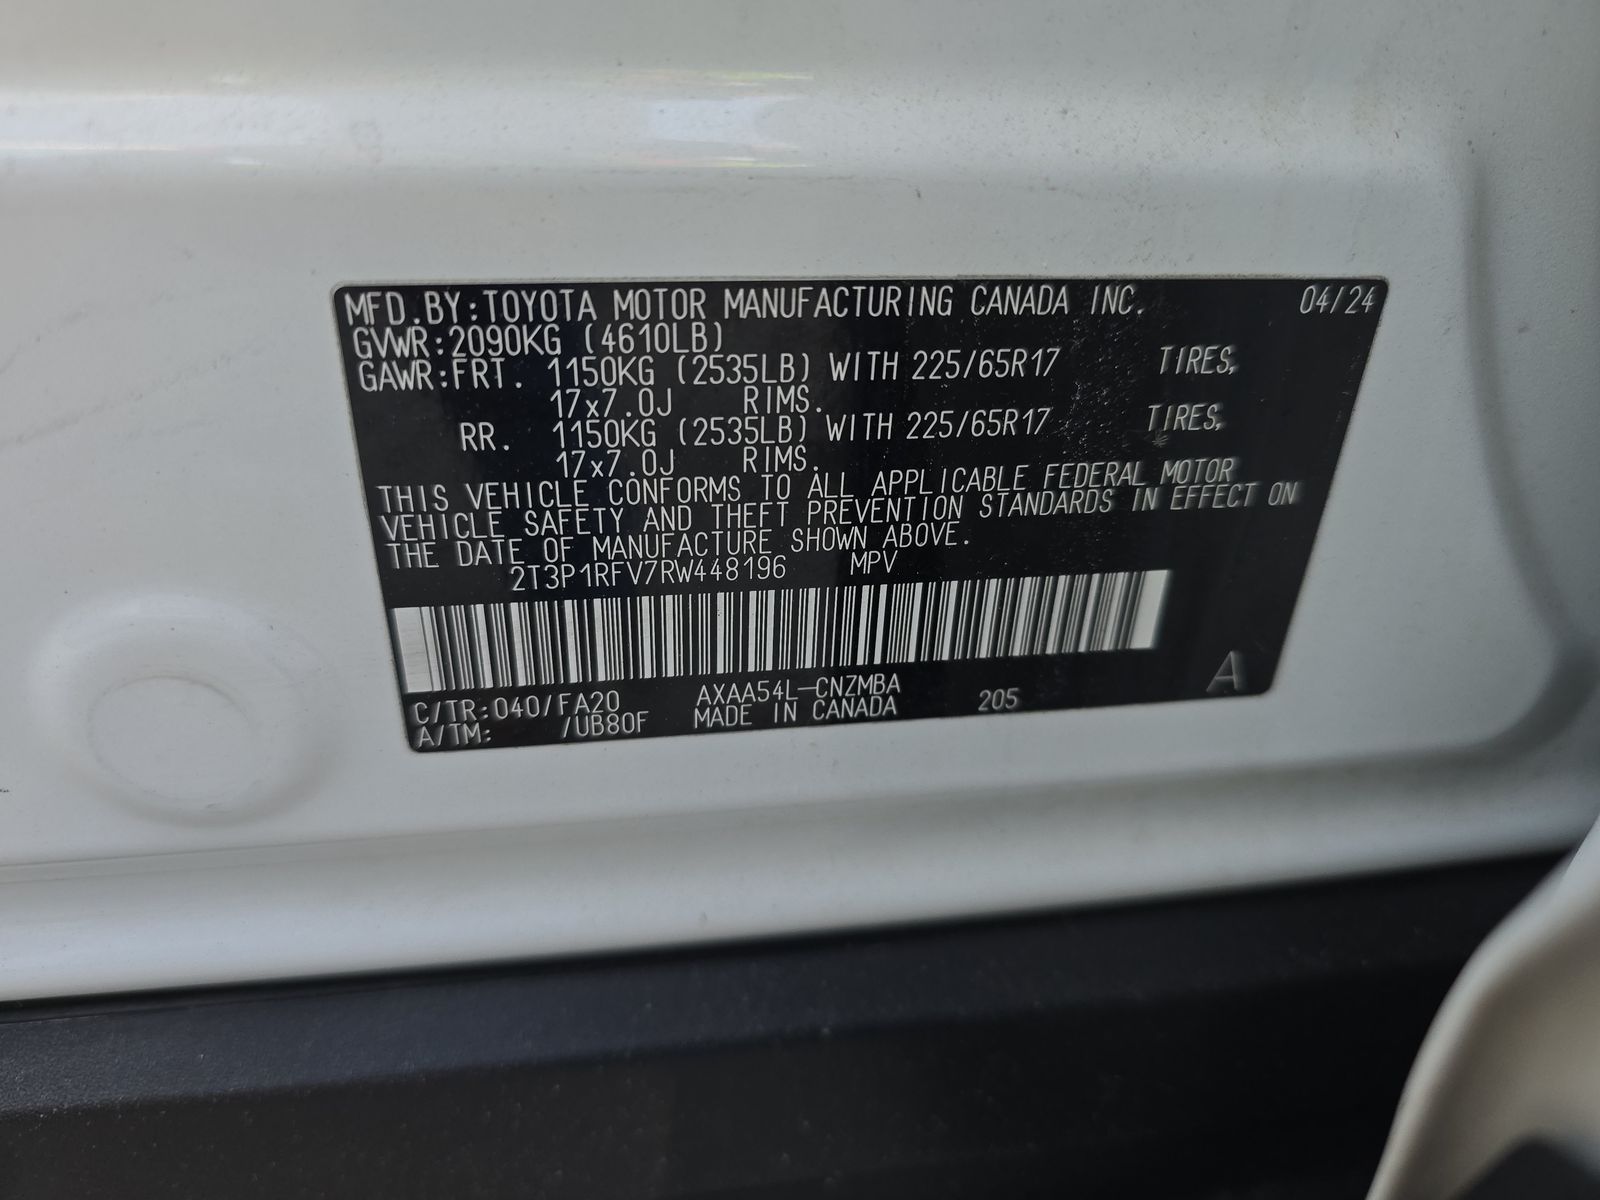 MFD.BY:TOYOTA MOTOR MANUFACTURING CANADA INC. 04/24
GVWR:2090KG (4610LB)
GAWR:FRT. 1150KG (2535LB) WITH 225/65R17 TIRES,
17x7.0J RIMS.
RR. 1150KG (2535LB) WITH 225/65R17 TIRES,
17x7.0J RIMS.
THIS VEHICLE CONFORMS TO ALL APPLICABLE FEDERAL MOTOR
VEHICLE SAFETY AND THEFT PREVENTION STANDARDS IN EFFECT ON
THE DATE OF MANUFACTURE SHOWN ABOVE.
2T3P1RFV7RW448196 MPV
C/TR:040/FA20 AXAA54L-CNZMBA 205 A
A/TM: /UB80F MADE IN CANADA